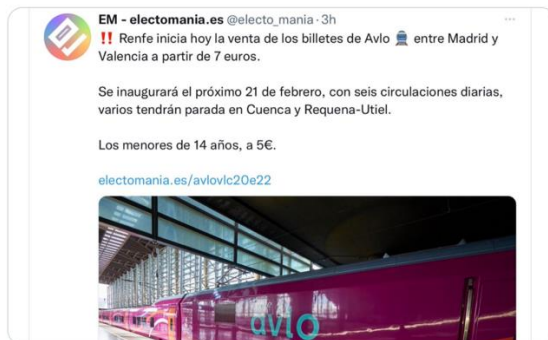 EM - electomania.es @electo_mania · 3h
‼️ Renfe inicia hoy la venta de los billetes de Avlo 🚊 entre Madrid y
Valencia a partir de 7 euros.
Se inaugurará el próximo 21 de febrero, con seis circulaciones diarias,
varios tendrán parada en Cuenca y Requena-Utiel.
Los menores de 14 años, a 5€.
electomania.es/avlovlc20e22
avlo